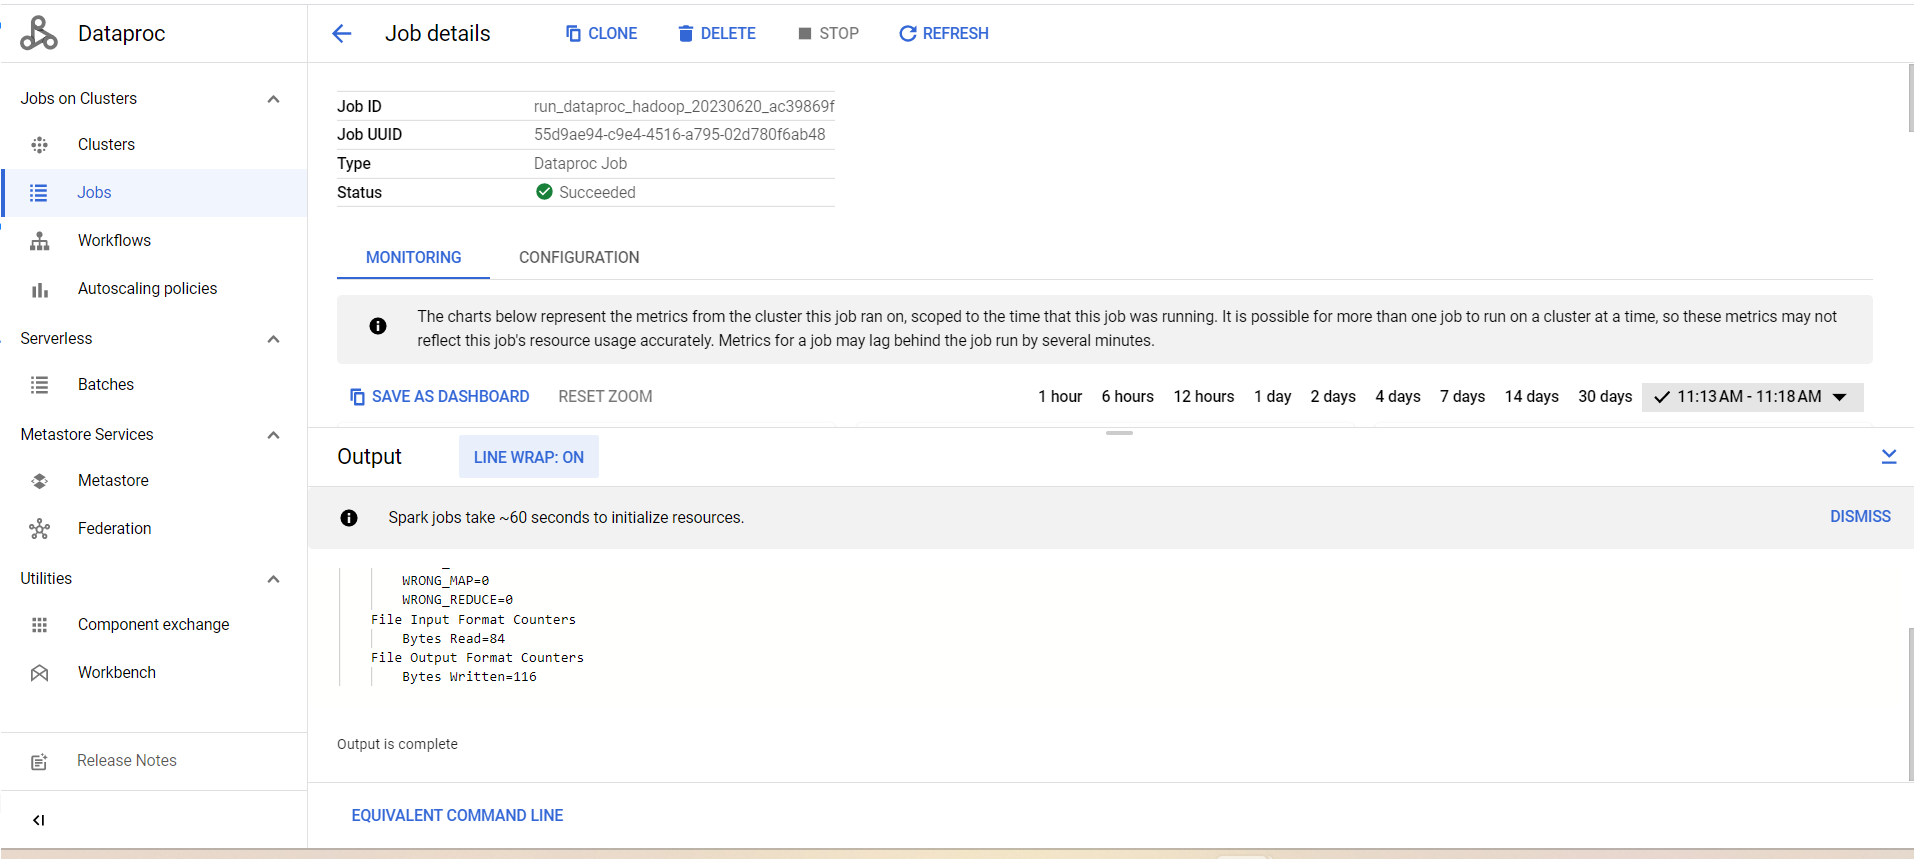 Dataproc
Job details
CLONE
DELETE
STOP
REFRESH
Jobs on Clusters
Clusters
Jobs
Workflows
Autoscaling policies
Serverless
Batches
Metastore Services
Metastore
Federation
Utilities
Component exchange
Workbench
Release Notes
Job ID run_dataproc_hadoop_20230620_ac39869f
Job UUID 55d9ae94-c9e4-4516-a795-02d780f6ab48
Type Dataproc Job
Status Succeeded
MONITORING CONFIGURATION
The charts below represent the metrics from the cluster this job ran on, scoped to the time that this job was running. It is possible for more than one job to run on a cluster at a time, so these metrics may not
reflect this job's resource usage accurately. Metrics for a job may lag behind the job run by several minutes.
SAVE AS DASHBOARD RESET ZOOM 1 hour 6 hours 12 hours 1 day 2 days 4 days 7 days 14 days 30 days 11:13 AM - 11:18 AM
Output LINE WRAP: ON
Spark jobs take ~60 seconds to initialize resources. DISMISS
WRONG_MAP=0
WRONG_REDUCE=0
File Input Format Counters
Bytes Read=84
File Output Format Counters
Bytes Written=116
Output is complete
EQUIVALENT COMMAND LINE